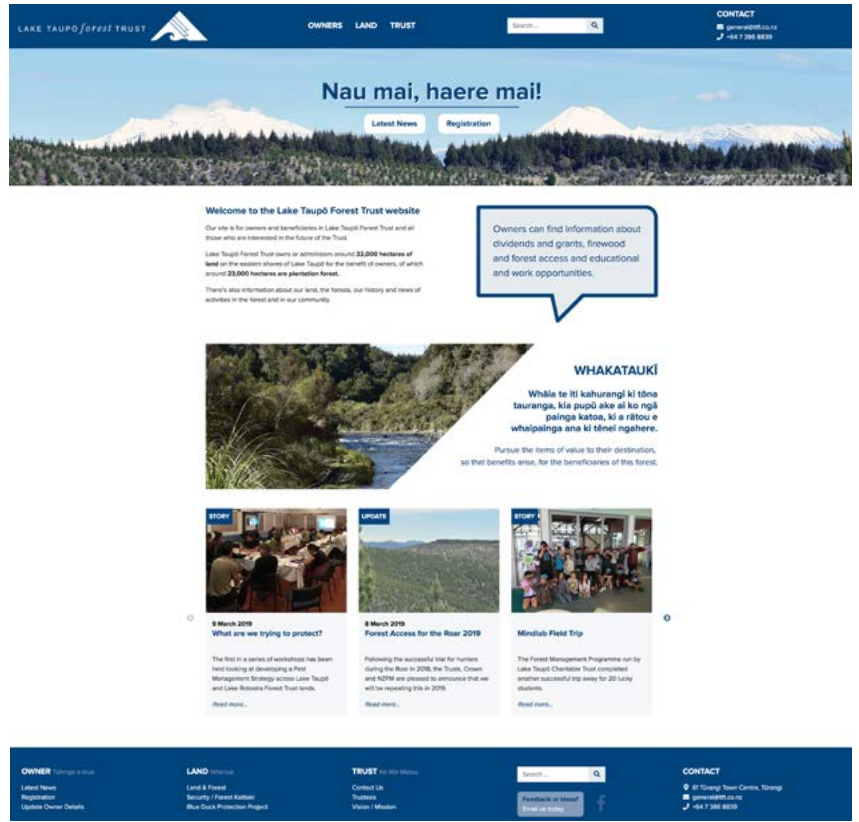 LAKE TAUPŌ forest TRUST
OWNERS LAND TRUST
Search ...
CONTACT
general@ltft.co.nz
+64 7 386 8839
Nau mai, haere mai!
Latest News
Registration
Welcome to the Lake Taupō Forest Trust website
Our site is for owners and beneficiaries in Lake Taupō Forest Trust and all
those who are interested in the future of the Trust.
Lake Taupō Forest Trust owns or administers around 32,000 hectares of
land on the eastern shores of Lake Taupō for the benefit of owners, of which
around 23,000 hectares are plantation forest.
There's also information about our land, the forests, our history and news of
activities in the forest and in our community.
Owners can find information about
dividends and grants, firewood
and forest access and educational
and work opportunities.
WHAKATAUKĪ
Whāia te iti kahurangi ki tōna
tauranga, kia pupū ake ai ko ngā
painga katoa, ki a rātou e
whaipainga ana ki tēnei ngahere.
Pursue the items of value to their destination,
so that benefits arise, for the beneficiaries of this forest.
STORY
9 March 2019
What are we trying to protect?
The first in a series of workshops has been
held looking at developing a Pest
Management Strategy across Lake Taupō
and Lake Rotoaira Forest Trust lands.
Read more...
UPDATE
8 March 2019
Forest Access for the Roar 2019
Following the successful trial for hunters
during the Roar in 2018, the Trusts, Crown
and NZFM are pleased to announce that we
will be repeating this in 2019.
Read more...
STORY
Mindlab Field Trip
The Forest Management Programme run by
Lake Taupō Charitable Trust completed
another successful trip away for 20 lucky
students.
Read more...
OWNER
Latest News
Registration
Update Owner Details
LAND Whenua
Land & Forest
Security / Forest Kaitiaki
Blue Duck Protection Project
TRUST
Contact Us
Trustees
Vision / Mission
Search ...
Feedback or Ideas?
Email us today
CONTACT
81 Tūrangi Town Centre, Tūrangi
general@ltft.co.nz
+64 7 386 8839